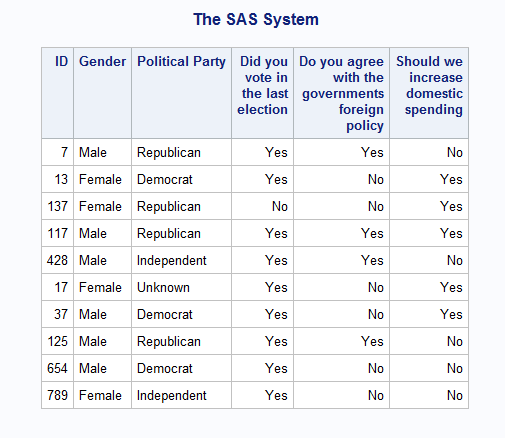 The SAS System
ID Gender Political Party Did you vote in the last election Do you agree with the governments foreign policy Should we increase domestic spending
7 Male Republican Yes Yes No
13 Female Democrat Yes No Yes
137 Female Republican No No Yes
117 Male Republican Yes Yes Yes
428 Male Independent Yes Yes No
17 Female Unknown Yes No Yes
37 Male Democrat Yes No Yes
125 Male Republican Yes Yes No
654 Male Democrat Yes No No
789 Female Independent Yes No No